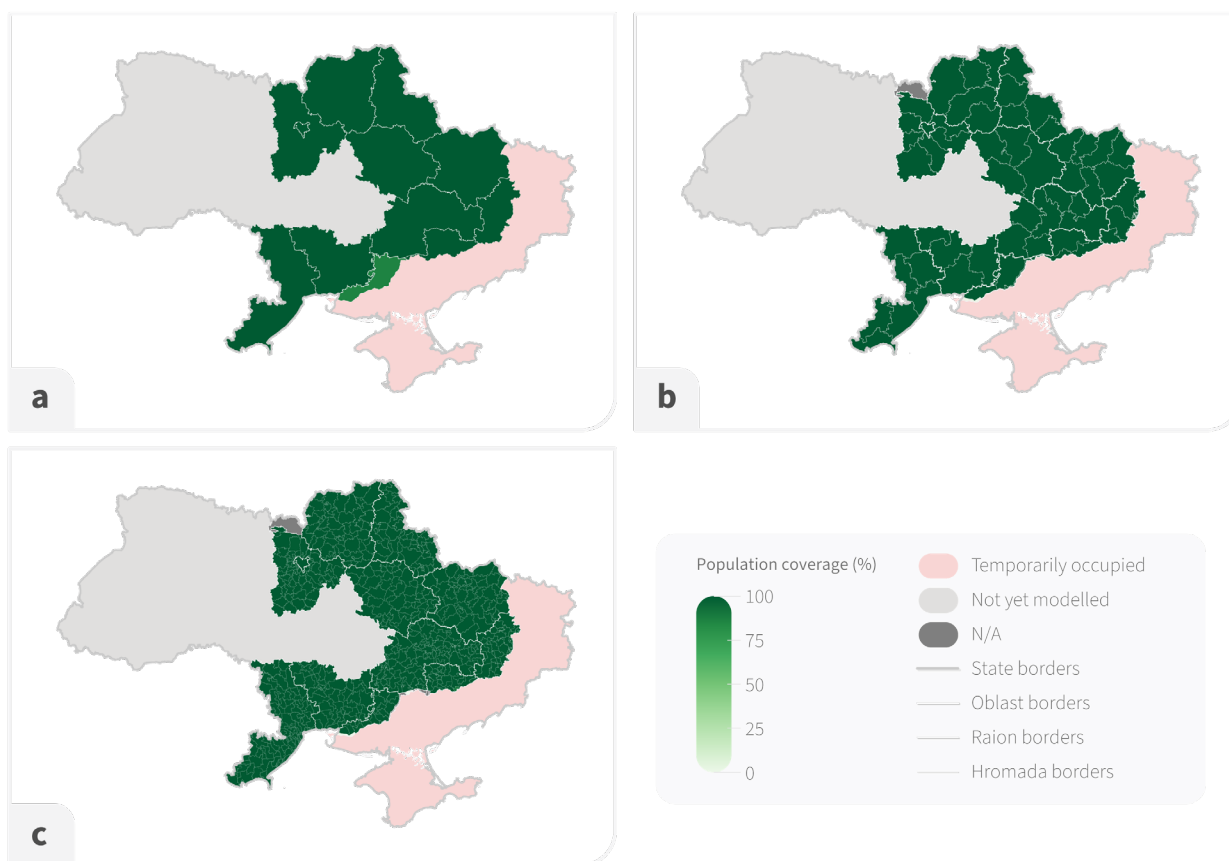 a
b
c
Population coverage (%)
100
75
50
25
0
Temporarily occupied
Not yet modelled
N/A
State borders
Oblast borders
Raion borders
Hromada borders